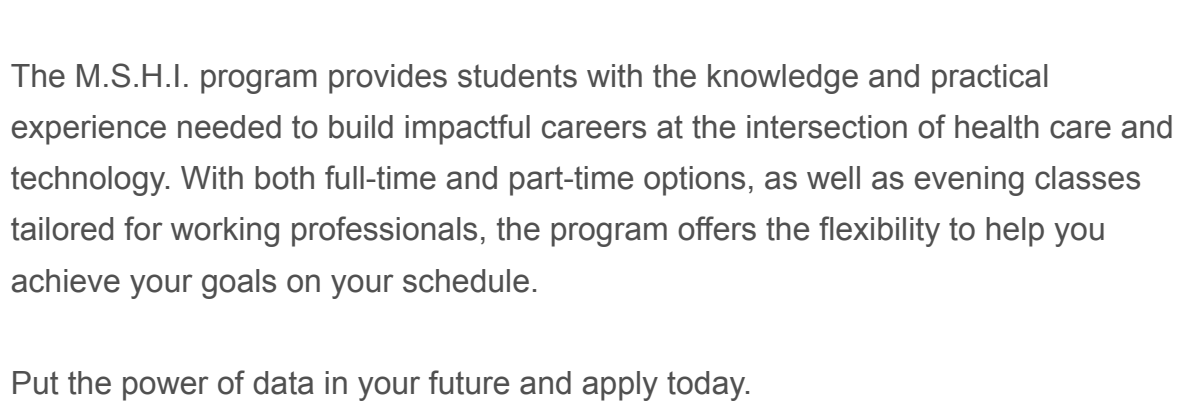 The M.S.H.I. program provides students with the knowledge and practical
experience needed to build impactful careers at the intersection of health care and
technology. With both full-time and part-time options, as well as evening classes
tailored for working professionals, the program offers the flexibility to help you
achieve your goals on your schedule.
Put the power of data in your future and apply today.